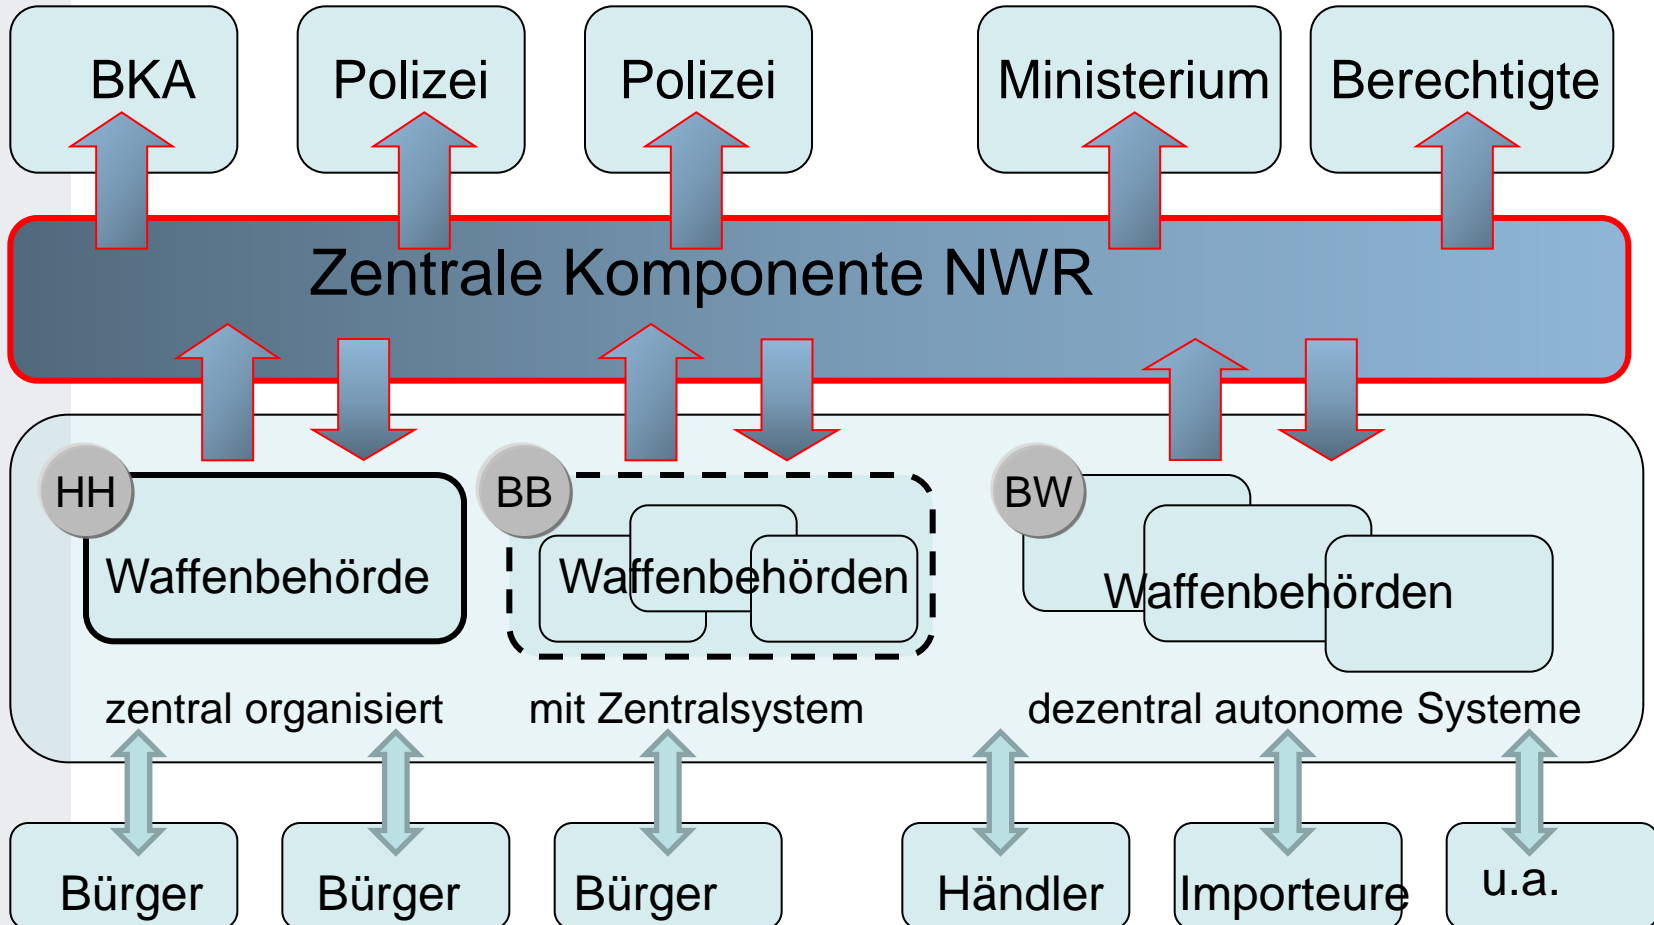 BKA
Polizei
Polizei
Ministerium
Berechtigte
Zentrale Komponente NWR
HH
BB
BW
Waffenbehörde
Waffenbehörden
Waffenbehörden
zentral organisiert
mit Zentralsystem
dezentral autonome Systeme
Bürger
Bürger
Bürger
Händler
Importeure
u.a.